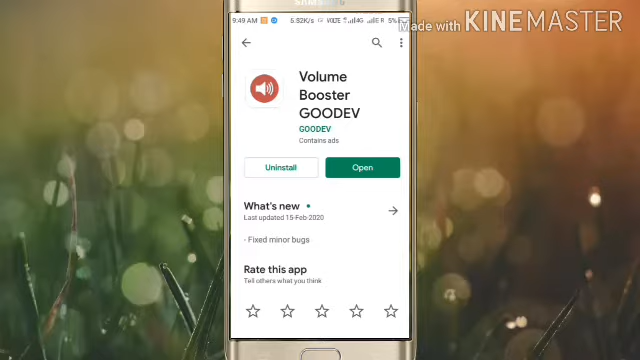 SAMSUNG
Made with KINEMASTER
9:49 AM
5% 
Volume
Booster
GOODEV
GOODEV
Contains ads
Uninstall
Open
What's new
Last updated 15-Feb-2020
- Fixed minor bugs
Rate this app
Tell others what you think